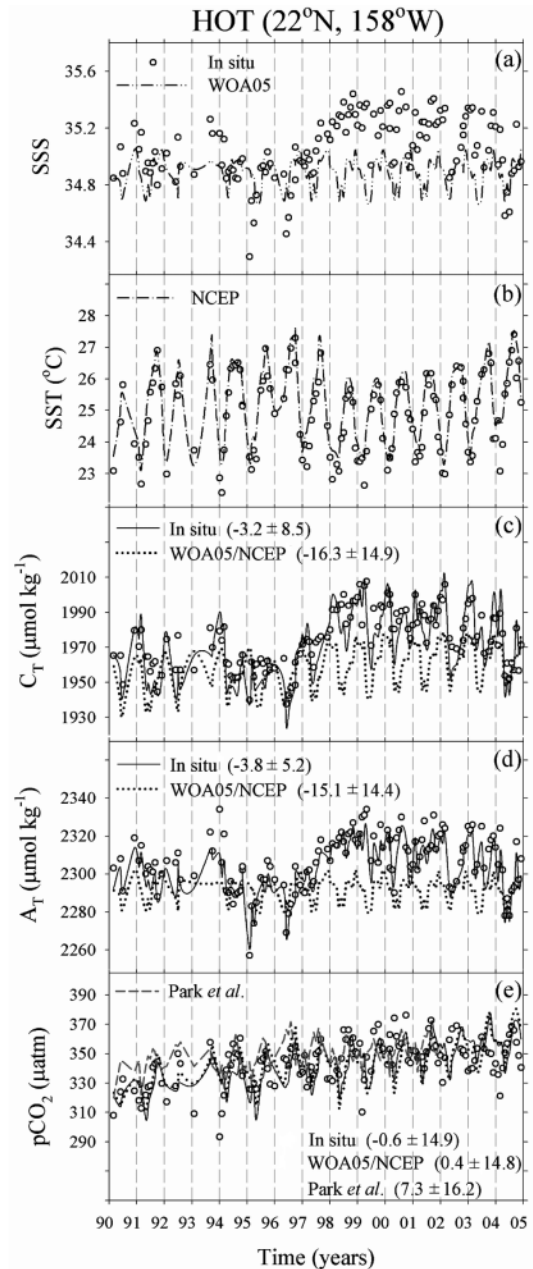 HOT (22°N, 158°W)
(a)
In situ
WOA05
SSS
35.6
35.2
34.8
34.4
(b)
NCEP
SST (°C)
28
27
26
25
24
23
(c)
In situ (-3.2 ± 8.5)
WOA05/NCEP (-16.3 ± 14.9)
C_T (μmol kg⁻¹)
2010
1990
1970
1950
1930
(d)
In situ (-3.8 ± 5.2)
WOA05/NCEP (-15.1 ± 14.4)
A_T (μmol kg⁻¹)
2340
2320
2300
2280
2260
(e)
Park et al.
pCO₂ (μatm)
390
370
350
330
310
290
In situ (-0.6 ± 14.9)
WOA05/NCEP (0.4 ± 14.8)
Park et al. (7.3 ± 16.2)
90 91 92 93 94 95 96 97 98 99 00 01 02 03 04 05
Time (years)